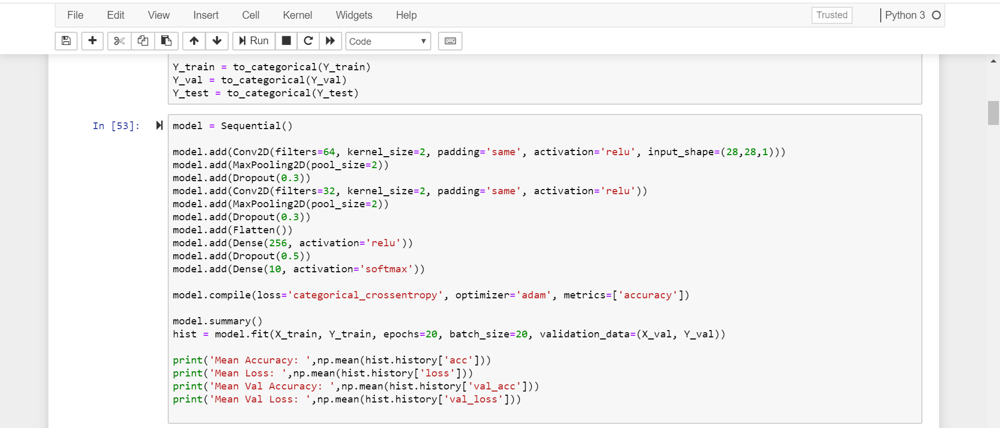 File Edit View Insert Cell Kernel Widgets Help Trusted Python 3
Run Code
Y_train = to_categorical(Y_train)
Y_val = to_categorical(Y_val)
Y_test = to_categorical(Y_test)
In [53]: model = Sequential()
model.add(Conv2D(filters=64, kernel_size=2, padding='same', activation='relu', input_shape=(28,28,1)))
model.add(MaxPooling2D(pool_size=2))
model.add(Dropout(0.3))
model.add(Conv2D(filters=32, kernel_size=2, padding='same', activation='relu'))
model.add(MaxPooling2D(pool_size=2))
model.add(Dropout(0.3))
model.add(Flatten())
model.add(Dense(256, activation='relu'))
model.add(Dropout(0.5))
model.add(Dense(10, activation='softmax'))
model.compile(loss='categorical_crossentropy', optimizer='adam', metrics=['accuracy'])
model.summary()
hist = model.fit(X_train, Y_train, epochs=20, batch_size=20, validation_data=(X_val, Y_val))
print('Mean Accuracy: ',np.mean(hist.history['acc']))
print('Mean Loss: ',np.mean(hist.history['loss']))
print('Mean Val Accuracy: ',np.mean(hist.history['val_acc']))
print('Mean Val Loss: ',np.mean(hist.history['val_loss']))